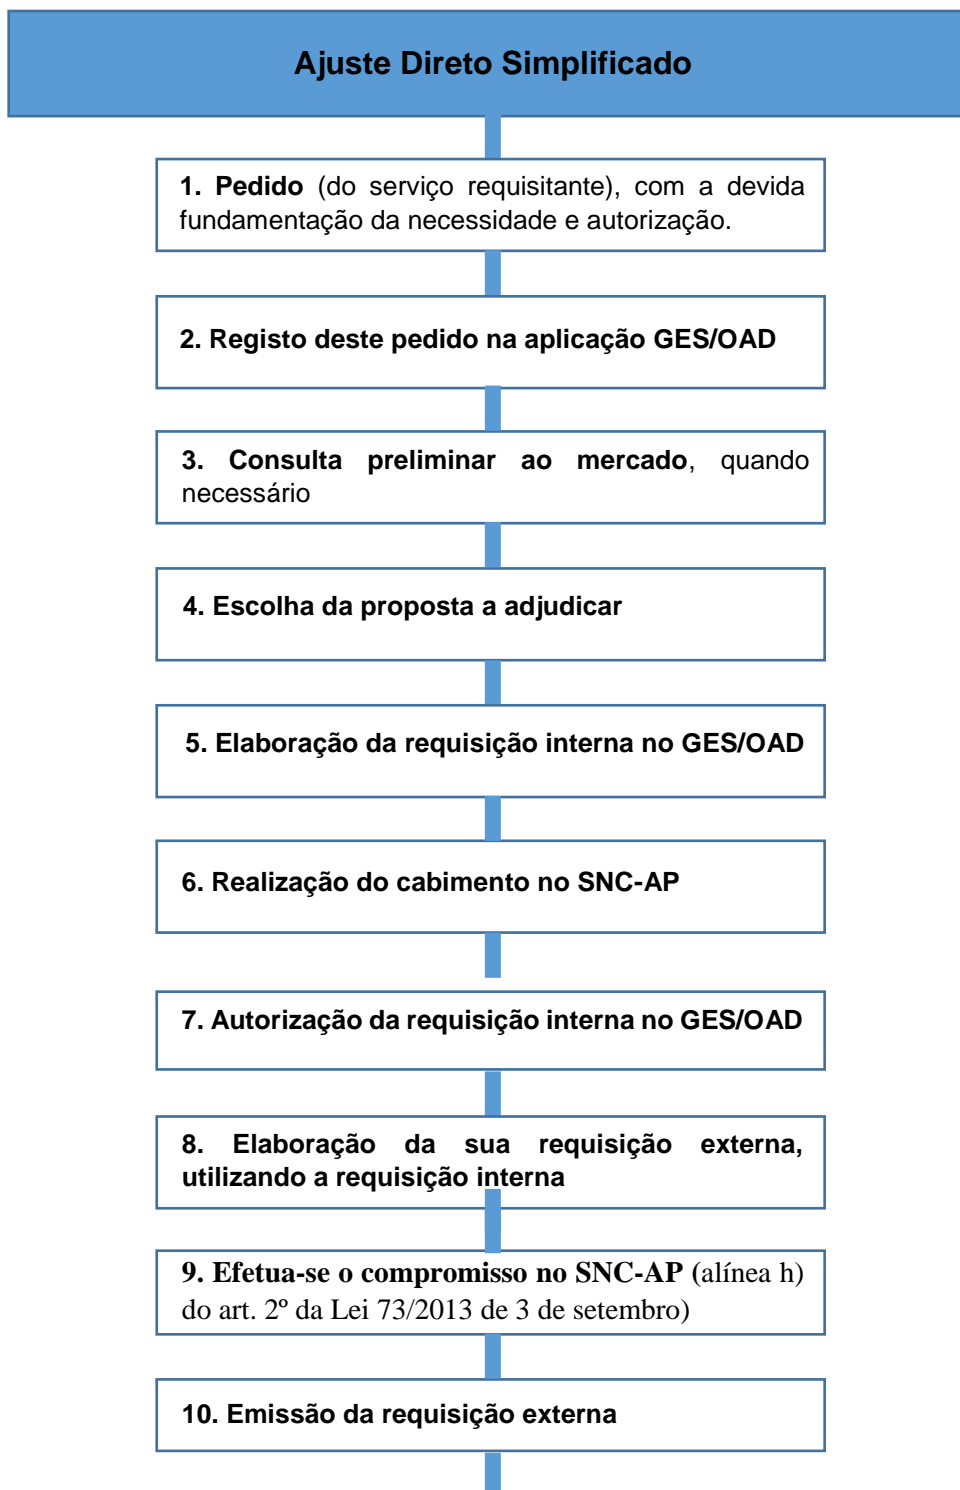 Ajuste Direto Simplificado
1. Pedido (do serviço requisitante), com a devida
fundamentação da necessidade e autorização.
2. Registo deste pedido na aplicação GES/OAD
3. Consulta preliminar ao mercado, quando
necessário
4. Escolha da proposta a adjudicar
5. Elaboração da requisição interna no GES/OAD
6. Realização do cabimento no SNC-AP
7. Autorização da requisição interna no GES/OAD
8. Elaboração da sua requisição externa,
utilizando a requisição interna
9. Efetua-se o compromisso no SNC-AP (alínea h)
do art. 2º da Lei 73/2013 de 3 de setembro)
10. Emissão da requisição externa